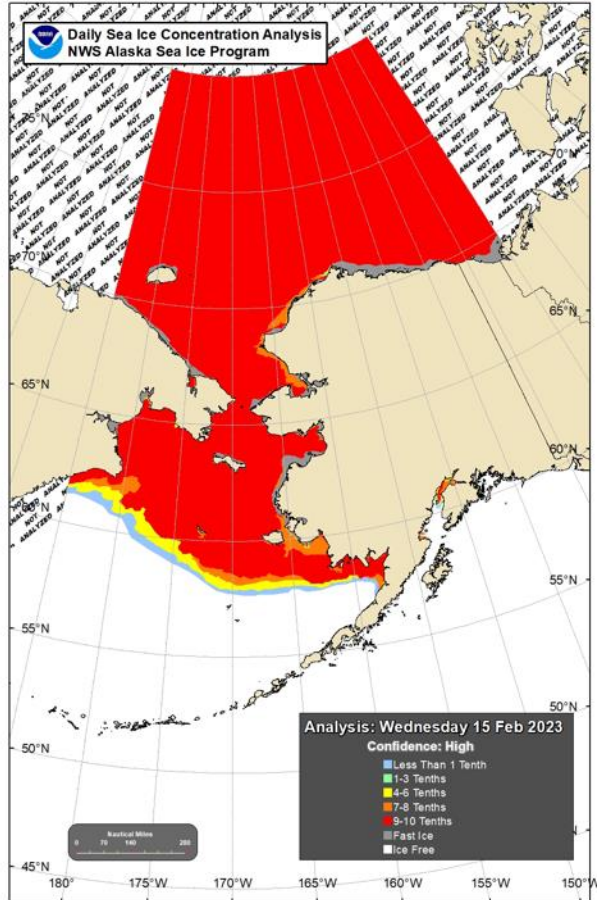 Daily Sea Ice Concentration Analysis
NWS Alaska Sea Ice Program
NOT ANALYZED
75°N
70°N
70°N
65°N
65°N
60°N
60°N
55°N
55°N
50°N
50°N
45°N
Analysis: Wednesday 15 Feb 2023
Confidence: High
Less Than 1 Tenth
1-3 Tenths
4-6 Tenths
7-8 Tenths
9-10 Tenths
Fast Ice
Ice Free
Nautical Miles
0 70 140 280
180° 175°W 170°W 165°W 160°W 155°W 150°W